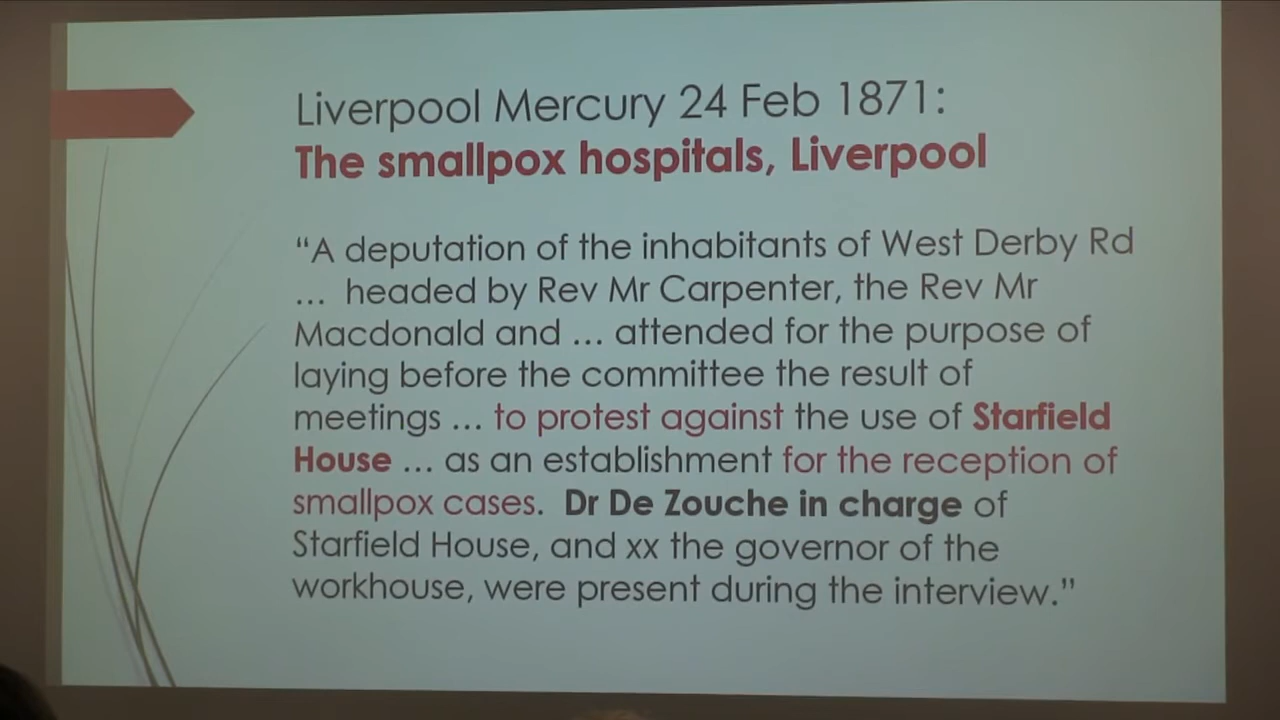 Liverpool Mercury 24 Feb 1871:
The smallpox hospitals, Liverpool
“A deputation of the inhabitants of West Derby Rd
… headed by Rev Mr Carpenter, the Rev Mr
Macdonald and … attended for the purpose of
laying before the committee the result of
meetings … to protest against the use of Starfield
House … as an establishment for the reception of
smallpox cases. Dr De Zouche in charge of
Starfield House, and xx the governor of the
workhouse, were present during the interview.”